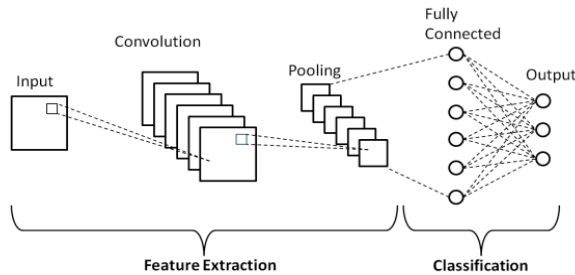 Fully
Connected
Convolution
Pooling
Output
Input
Feature Extraction
Classification